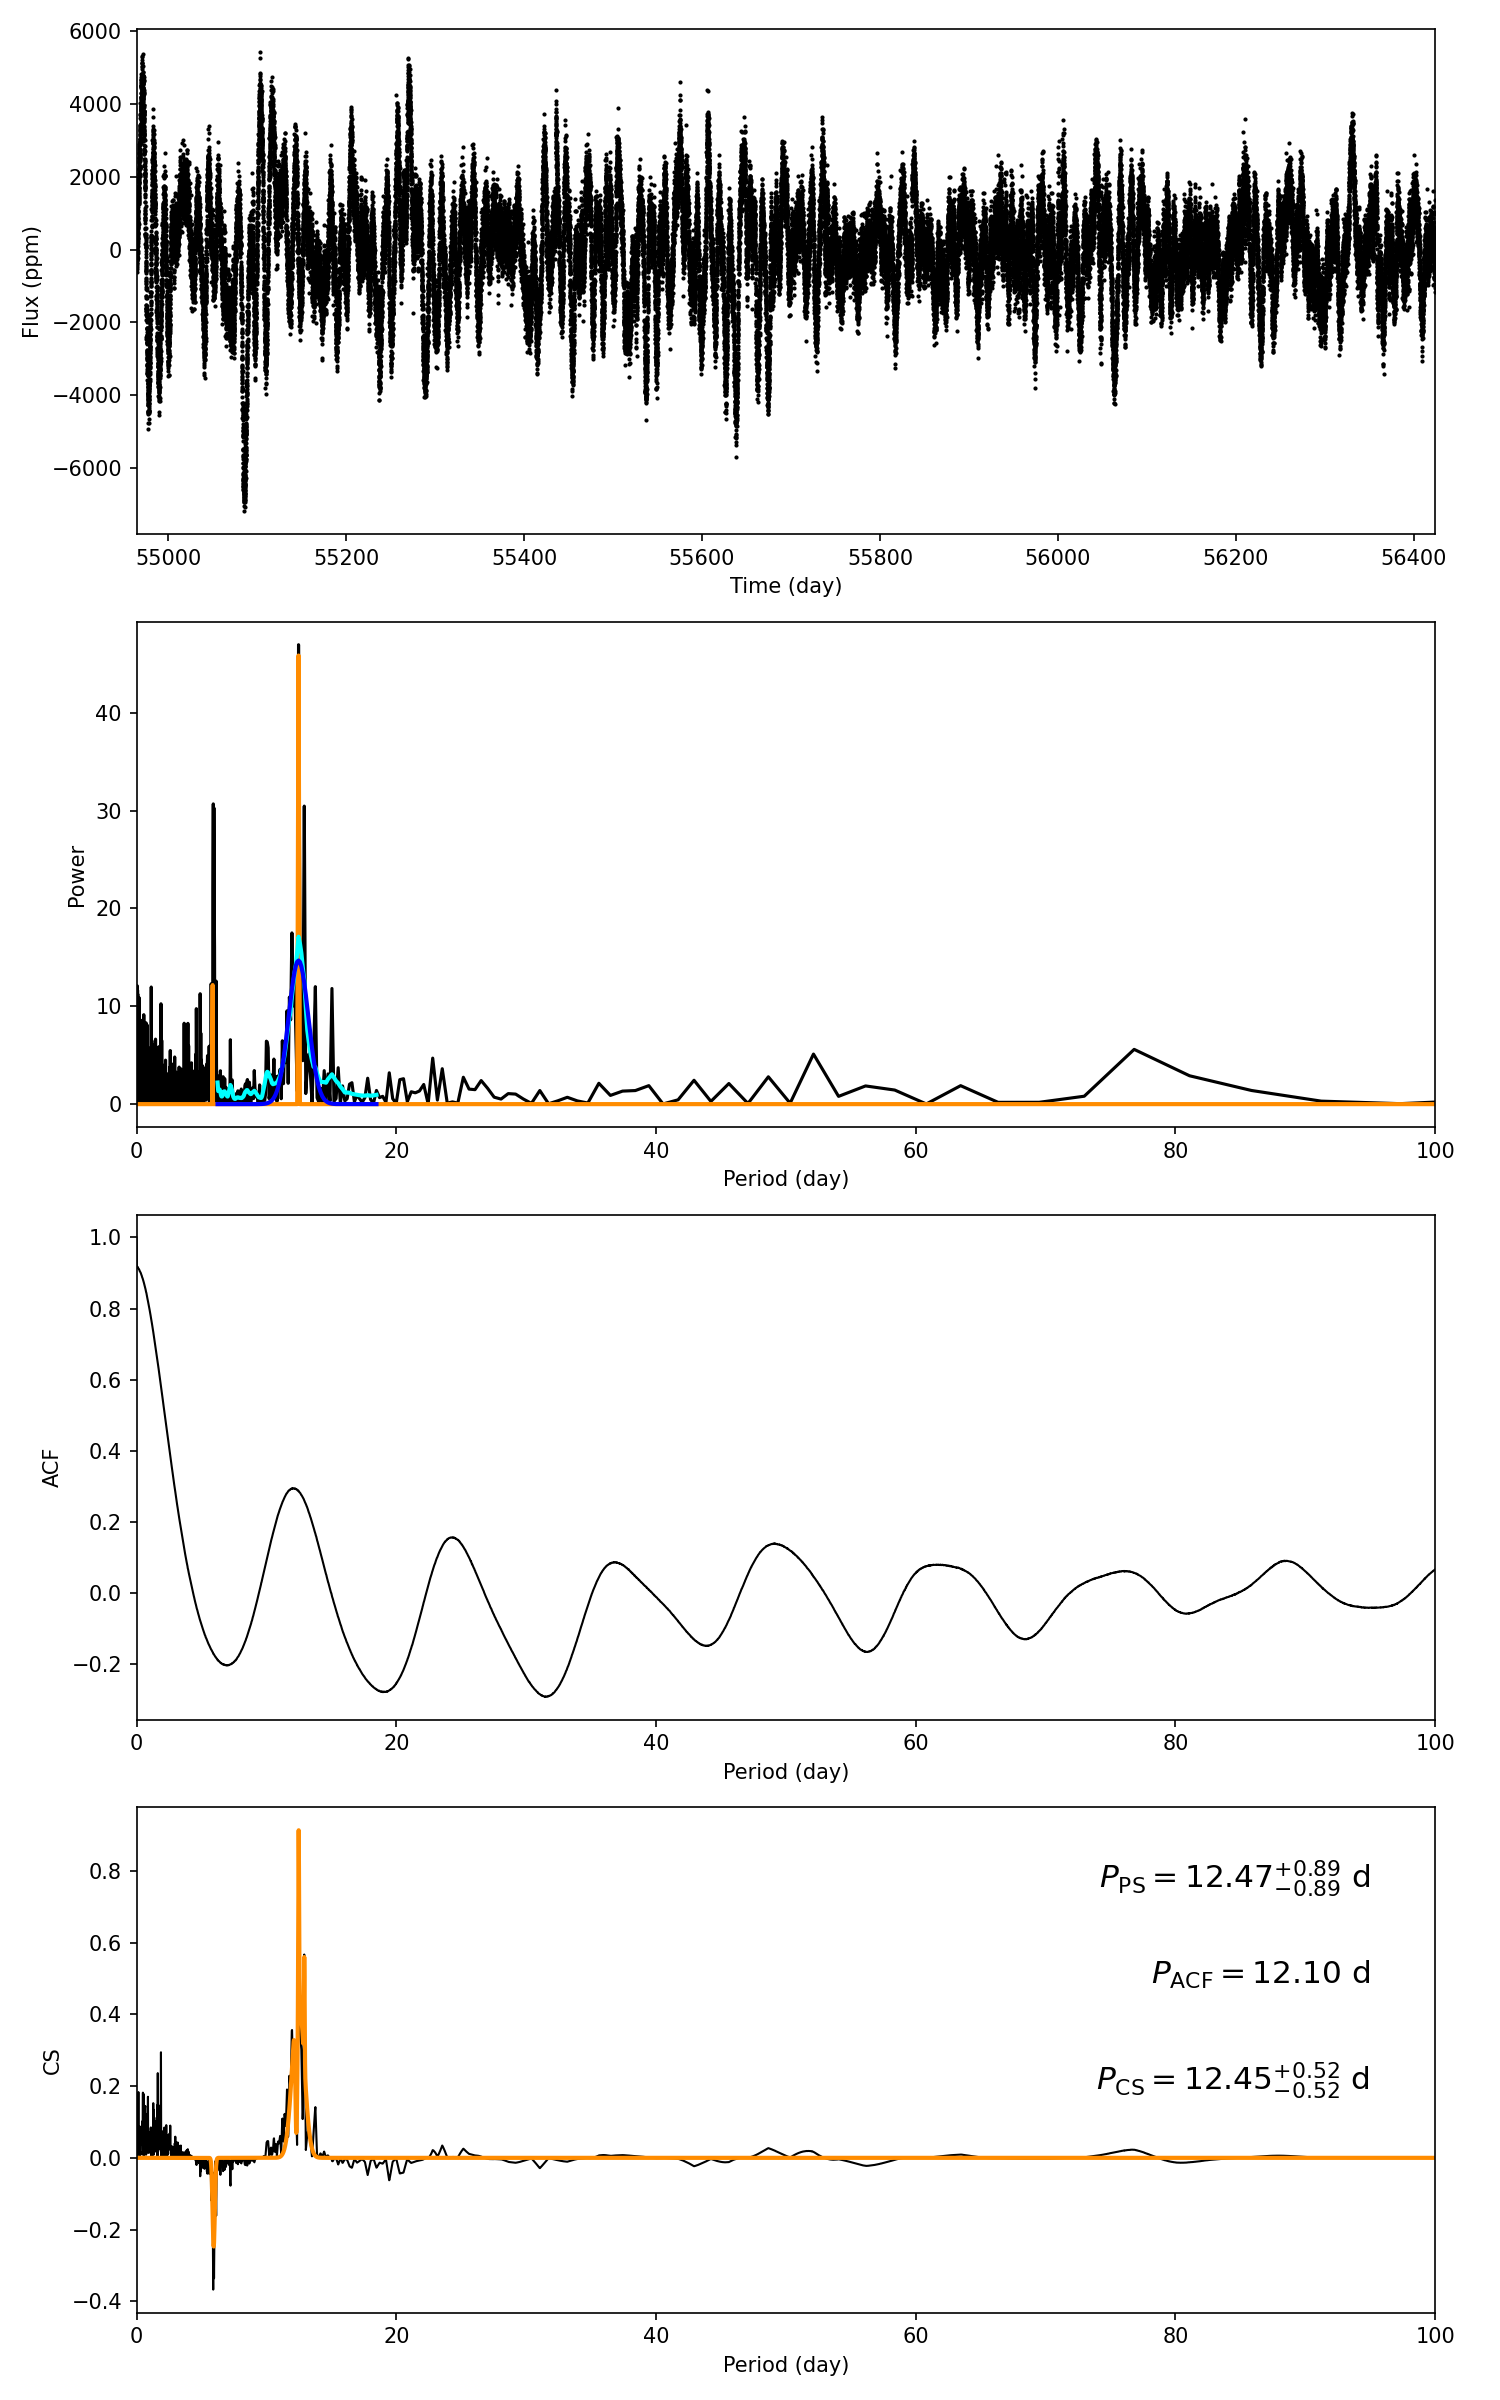 6000
4000
2000
0
−2000
−4000
−6000
Flux (ppm)
55000 55200 55400 55600 55800 56000 56200 56400
Time (day)
40
30
20
10
0
Power
0 20 40 60 80 100
Period (day)
1.0
0.8
0.6
0.4
0.2
0.0
−0.2
ACF
0 20 40 60 80 100
Period (day)
0.8
0.6
0.4
0.2
0.0
−0.2
−0.4
CS
P_PS = 12.47^{+0.89}_{−0.89} d
P_ACF = 12.10 d
P_CS = 12.45^{+0.52}_{−0.52} d
0 20 40 60 80 100
Period (day)